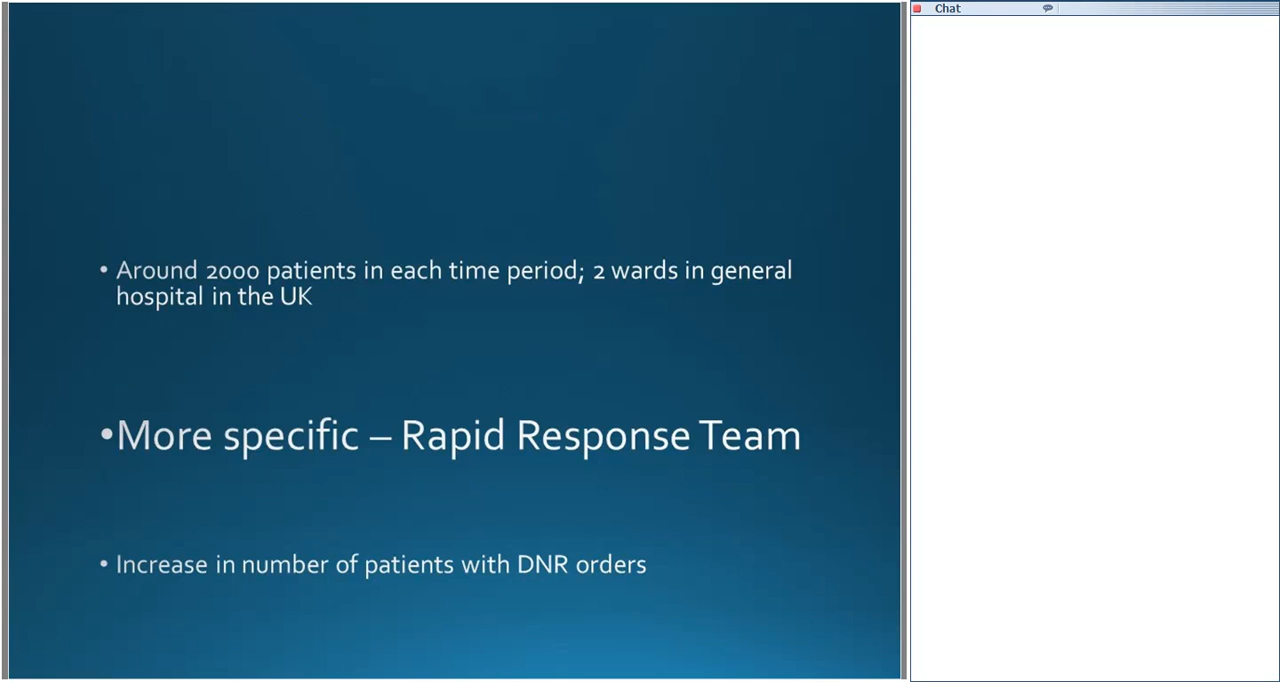 Chat
• Around 2000 patients in each time period; 2 wards in general
hospital in the UK
•More specific – Rapid Response Team
• Increase in number of patients with DNR orders